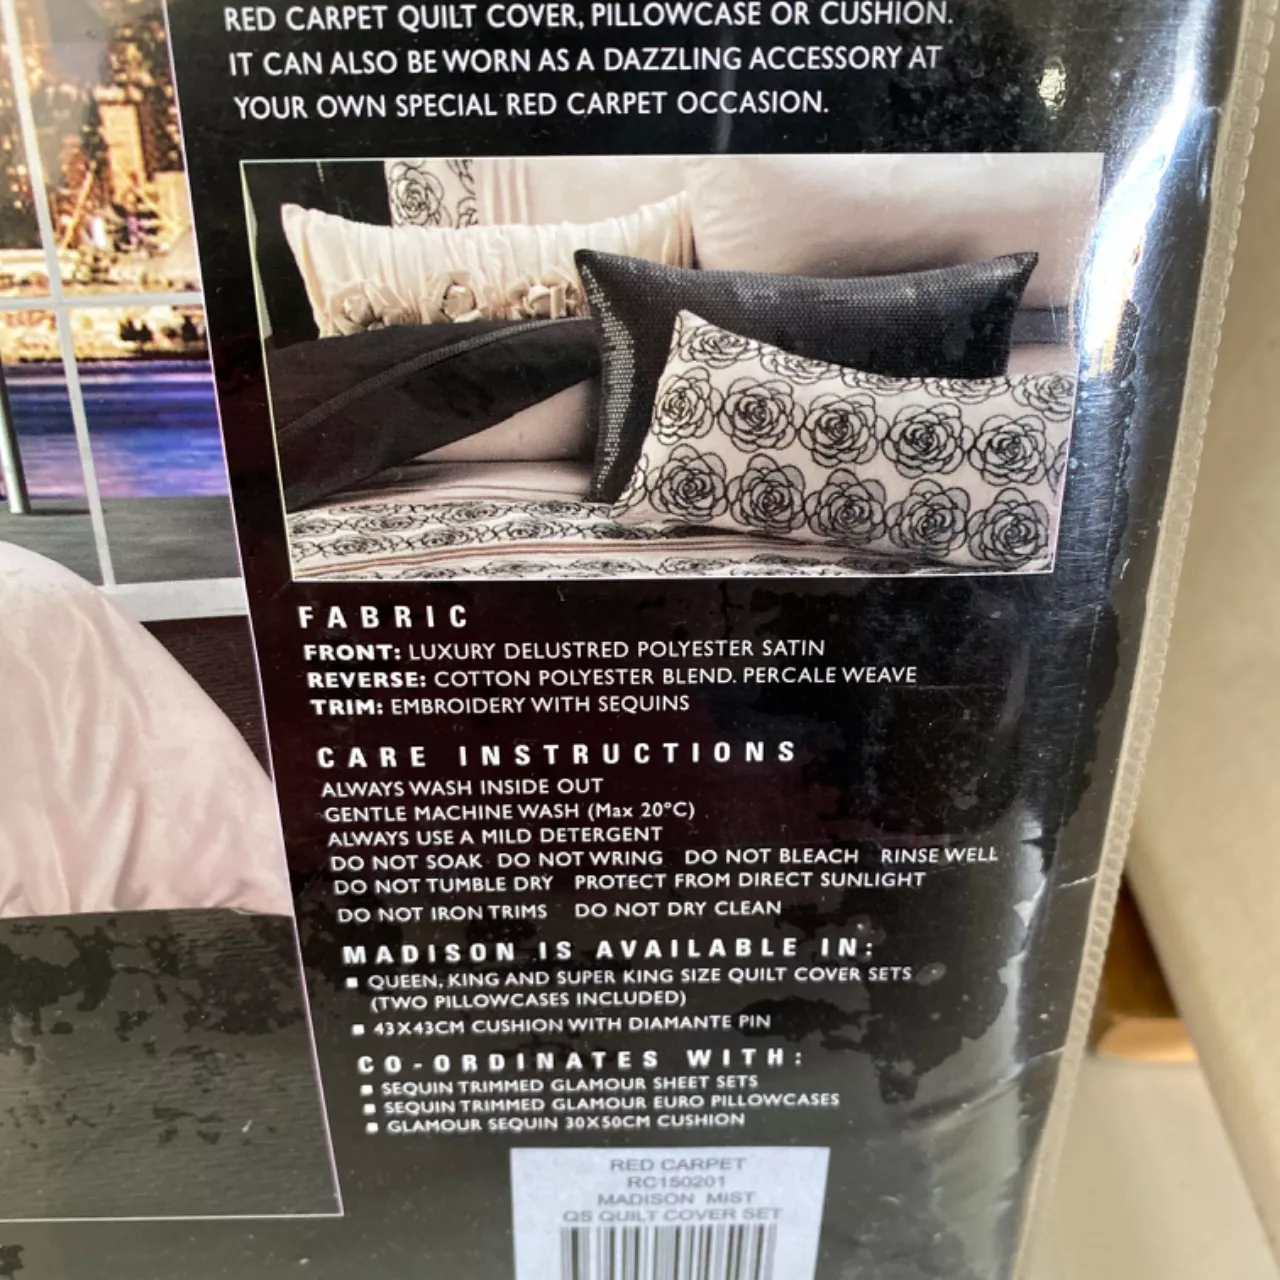 RED CARPET QUILT COVER, PILLOWCASE OR CUSHION.
IT CAN ALSO BE WORN AS A DAZZLING ACCESSORY AT
YOUR OWN SPECIAL RED CARPET OCCASION.
FABRIC
FRONT: LUXURY DELUSTRED POLYESTER SATIN
REVERSE: COTTON POLYESTER BLEND. PERCALE WEAVE
TRIM: EMBROIDERY WITH SEQUINS
CARE INSTRUCTIONS
ALWAYS WASH INSIDE OUT
GENTLE MACHINE WASH (Max 20°C)
ALWAYS USE A MILD DETERGENT
DO NOT SOAK DO NOT WRING DO NOT BLEACH RINSE WELL
DO NOT TUMBLE DRY PROTECT FROM DIRECT SUNLIGHT
DO NOT IRON TRIMS DO NOT DRY CLEAN
MADISON IS AVAILABLE IN:
▪ QUEEN, KING AND SUPER KING SIZE QUILT COVER SETS
(TWO PILLOWCASES INCLUDED)
▪ 43X43CM CUSHION WITH DIAMANTE PIN
CO-ORDINATES WITH:
▪ SEQUIN TRIMMED GLAMOUR SHEET SETS
▪ SEQUIN TRIMMED GLAMOUR EURO PILLOWCASES
▪ GLAMOUR SEQUIN 30X50CM CUSHION
RED CARPET
RC150201
MADISON MIST
QS QUILT COVER SET